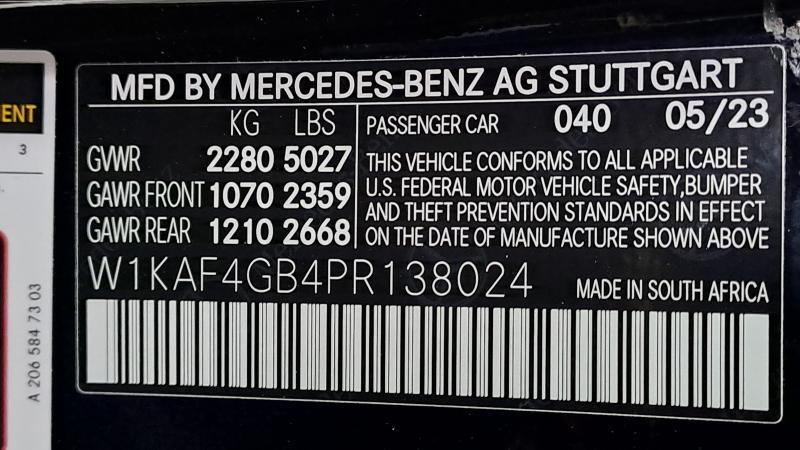 MFD BY MERCEDES-BENZ AG STUTTGART
KG LBS
GVWR 2280 5027
GAWR FRONT 1070 2359
GAWR REAR 1210 2668
PASSENGER CAR 040 05/23
THIS VEHICLE CONFORMS TO ALL APPLICABLE
U.S. FEDERAL MOTOR VEHICLE SAFETY,BUMPER
AND THEFT PREVENTION STANDARDS IN EFFECT
ON THE DATE OF MANUFACTURE SHOWN ABOVE
W1KAF4GB4PR138024
MADE IN SOUTH AFRICA
ENT
3
A 206 584 73 03